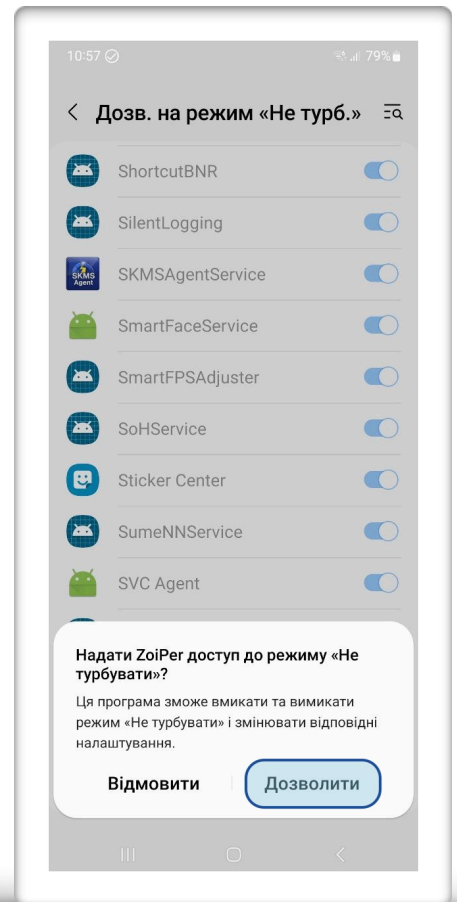 10:57 79%
Дозв. на режим «Не турб.»
ShortcutBNR
SilentLogging
SKMS Agent
SKMSAgentService
SmartFaceService
SmartFPSAdjuster
SoHService
Sticker Center
SumeNNService
SVC Agent
Надати ZoiPer доступ до режиму «Не
турбувати»?
Ця програма зможе вмикати та вимикати
режим «Не турбувати» і змінювати відповідні
налаштування.
Відмовити Дозволити